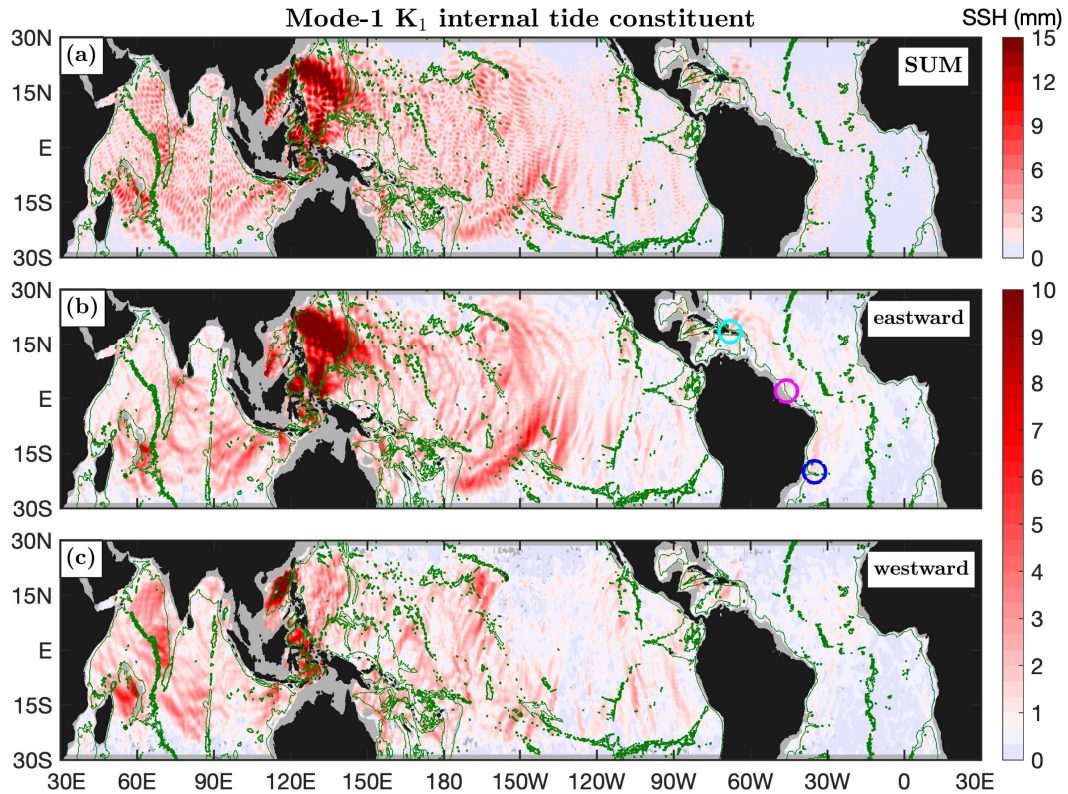 Mode-1 K₁ internal tide constituent
SSH (mm)
(a)
SUM
30N
15N
E
15S
30S
15
12
9
6
3
0
(b)
eastward
30N
15N
E
15S
30S
10
9
8
7
6
5
4
3
2
1
0
(c)
westward
30N
15N
E
15S
30S
30E 60E 90E 120E 150E 180E 150W 120W 90W 60W 30W 0 30E